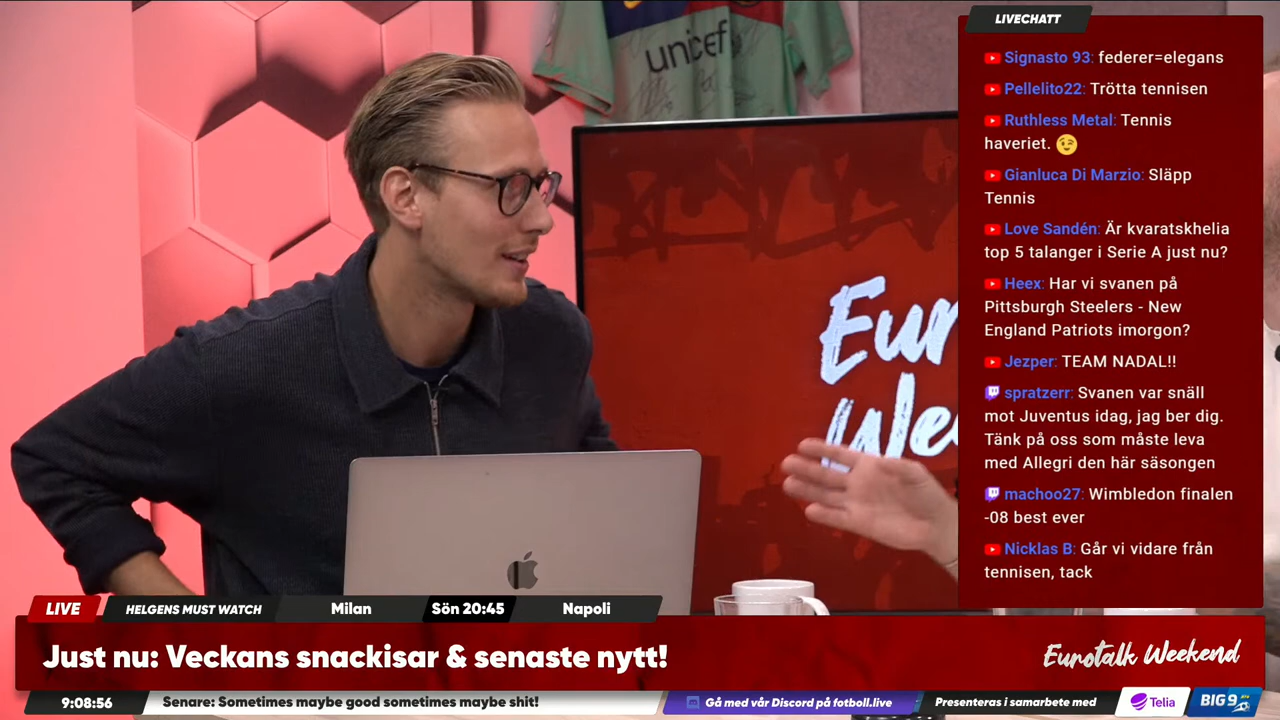 unicef
Eur
We
LIVECHATT
Signasto 93: federer=elegans
Pellelito22: Trötta tennisen
Ruthless Metal: Tennis
haveriet. 😉
Gianluca Di Marzio: Släpp
Tennis
Love Sandén: Är kvaratskhelia
top 5 talanger i Serie A just nu?
Heex: Har vi svanen på
Pittsburgh Steelers - New
England Patriots imorgon?
Jezper: TEAM NADAL!!
spratzerr: Svanen var snäll
mot Juventus idag, jag ber dig.
Tänk på oss som måste leva
med Allegri den här säsongen
machoo27: Wimbledon finalen
-08 best ever
Nicklas B: Går vi vidare från
tennisen, tack
LIVE HELGENS MUST WATCH Milan Sön 20:45 Napoli
Just nu: Veckans snackisar & senaste nytt!
Eurotalk Weekend
9:08:56 Senare: Sometimes maybe good sometimes maybe shit! Gå med vår Discord på fotboll.live Presenteras i samarbete med Telia BIG9